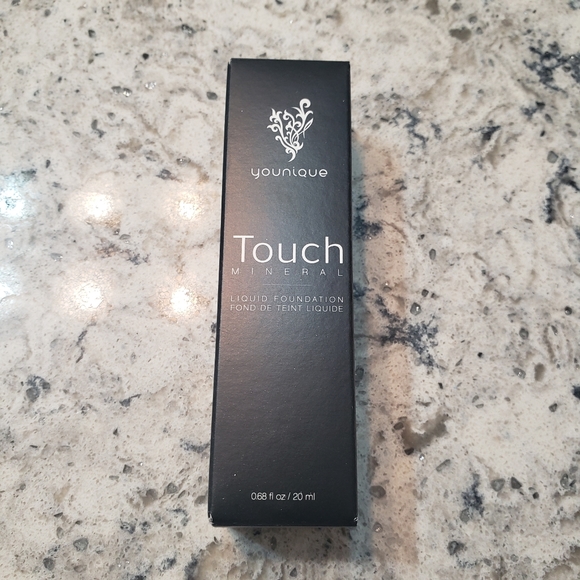 younique
Touch
MINERAL
LIQUID FOUNDATION
FOND DE TEINT LIQUIDE
0.68 fl oz / 20 ml